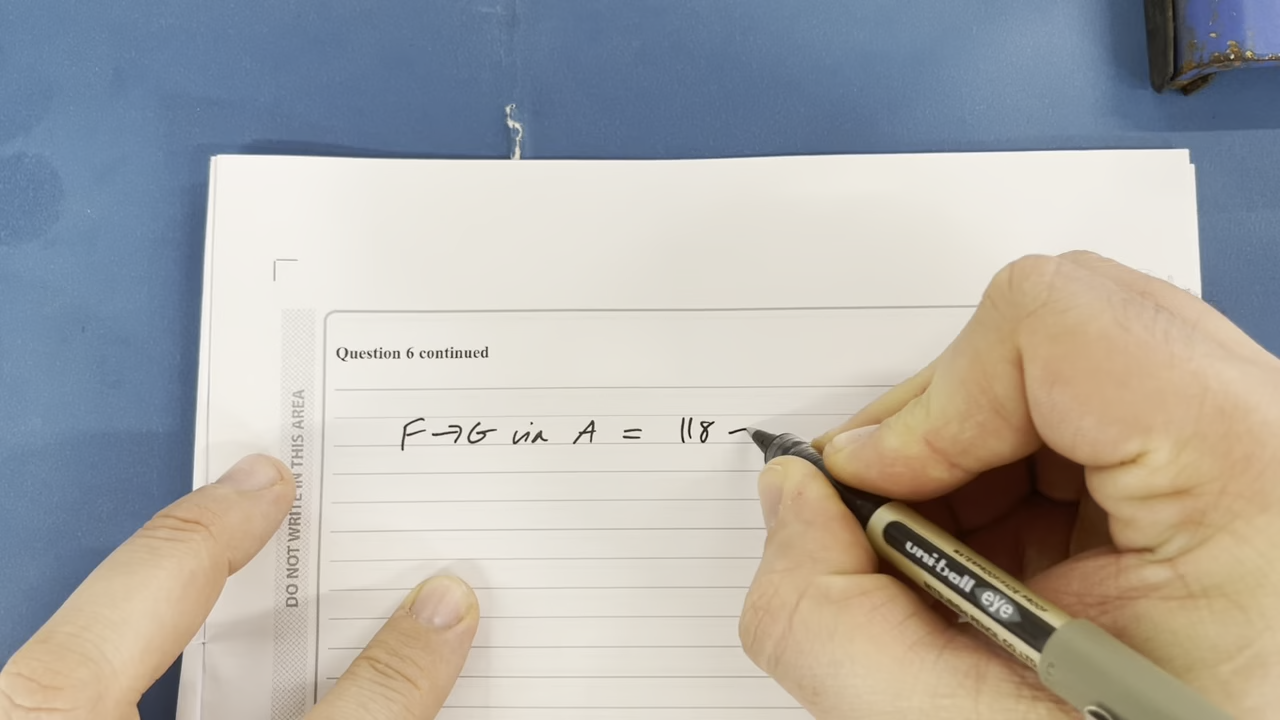 Question 6 continued
F→G via A = 118 –
DO NOT WRITE IN THIS AREA
uni-ball eye